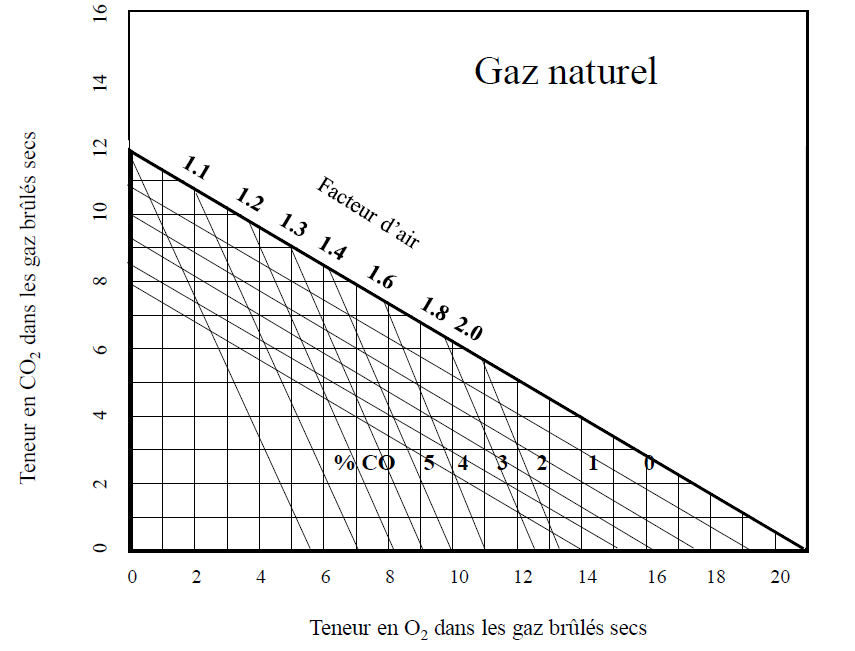 Gaz naturel
Facteur d'air
1.1
1.2
1.3
1.4
1.6
1.8
2.0
% CO 5 4 3 2 1 0
Teneur en CO₂ dans les gaz brûlés secs
16
14
12
10
8
6
4
2
0
0 2 4 6 8 10 12 14 16 18 20
Teneur en O₂ dans les gaz brûlés secs